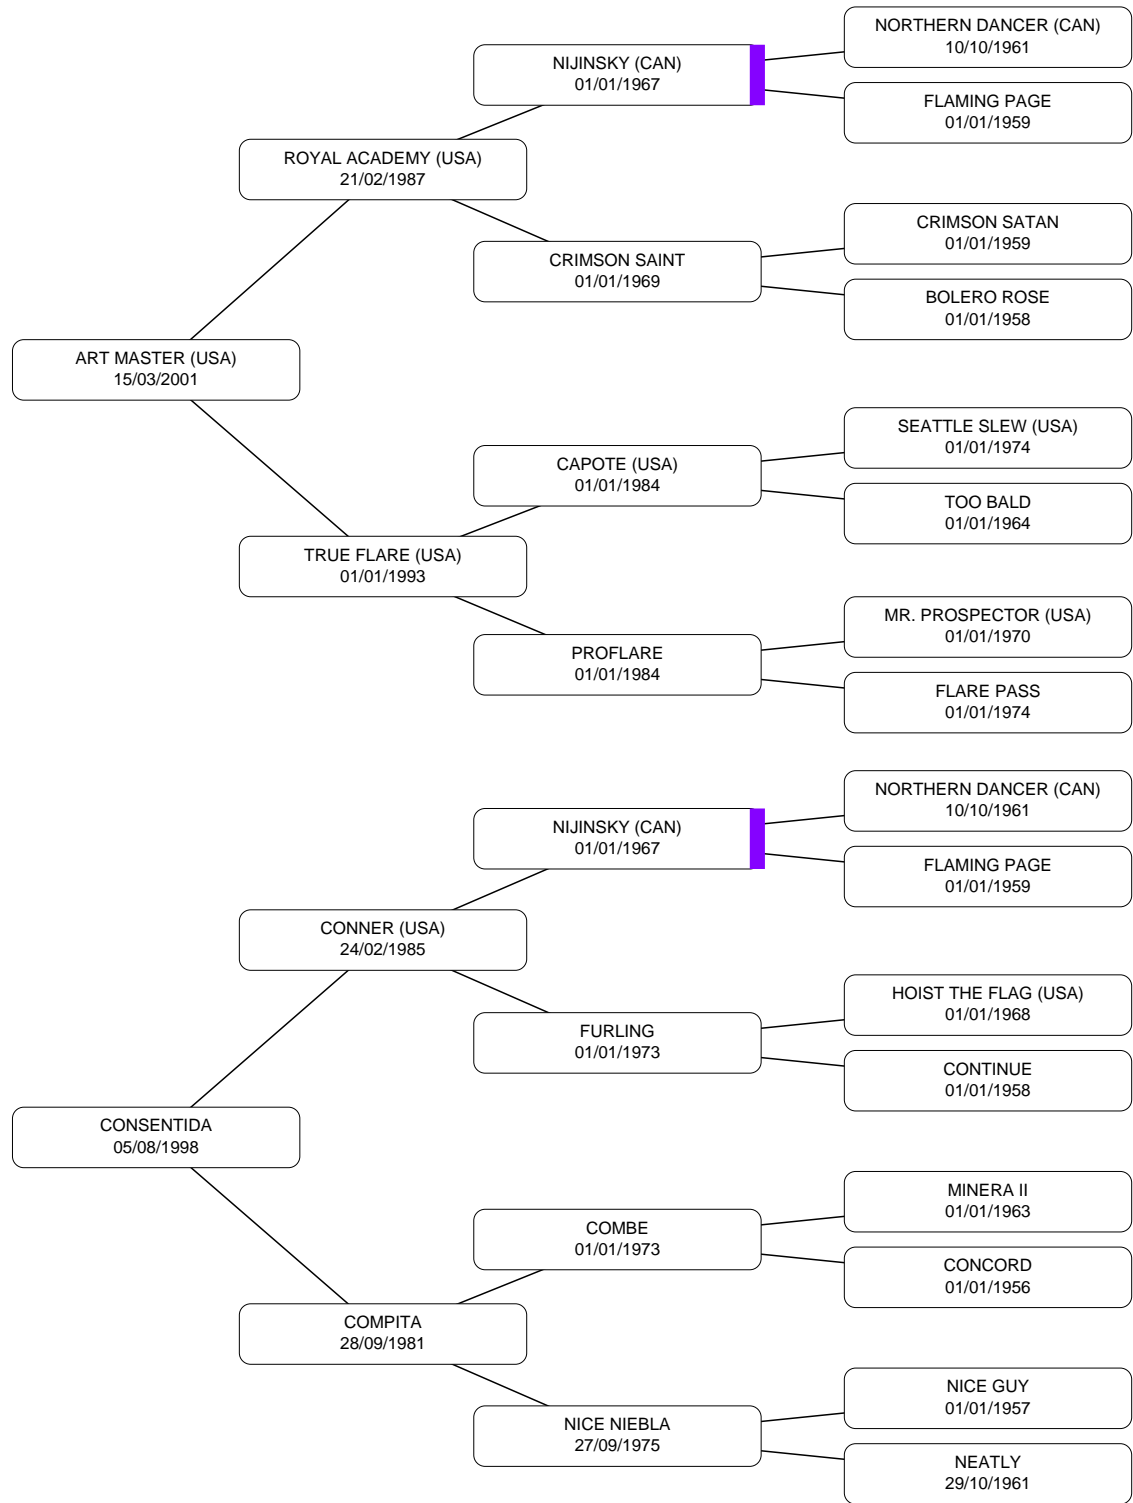 NORTHERN DANCER (CAN)
10/10/1961
NIJINSKY (CAN)
01/01/1967
FLAMING PAGE
01/01/1959
ROYAL ACADEMY (USA)
21/02/1987
CRIMSON SATAN
01/01/1959
CRIMSON SAINT
01/01/1969
BOLERO ROSE
01/01/1958
ART MASTER (USA)
15/03/2001
SEATTLE SLEW (USA)
01/01/1974
CAPOTE (USA)
01/01/1984
TOO BALD
01/01/1964
TRUE FLARE (USA)
01/01/1993
MR. PROSPECTOR (USA)
01/01/1970
PROFLARE
01/01/1984
FLARE PASS
01/01/1974
NORTHERN DANCER (CAN)
10/10/1961
NIJINSKY (CAN)
01/01/1967
FLAMING PAGE
01/01/1959
CONNER (USA)
24/02/1985
HOIST THE FLAG (USA)
01/01/1968
FURLING
01/01/1973
CONTINUE
01/01/1958
CONSENTIDA
05/08/1998
MINERA II
01/01/1963
COMBE
01/01/1973
CONCORD
01/01/1956
COMPITA
28/09/1981
NICE GUY
01/01/1957
NICE NIEBLA
27/09/1975
NEATLY
29/10/1961